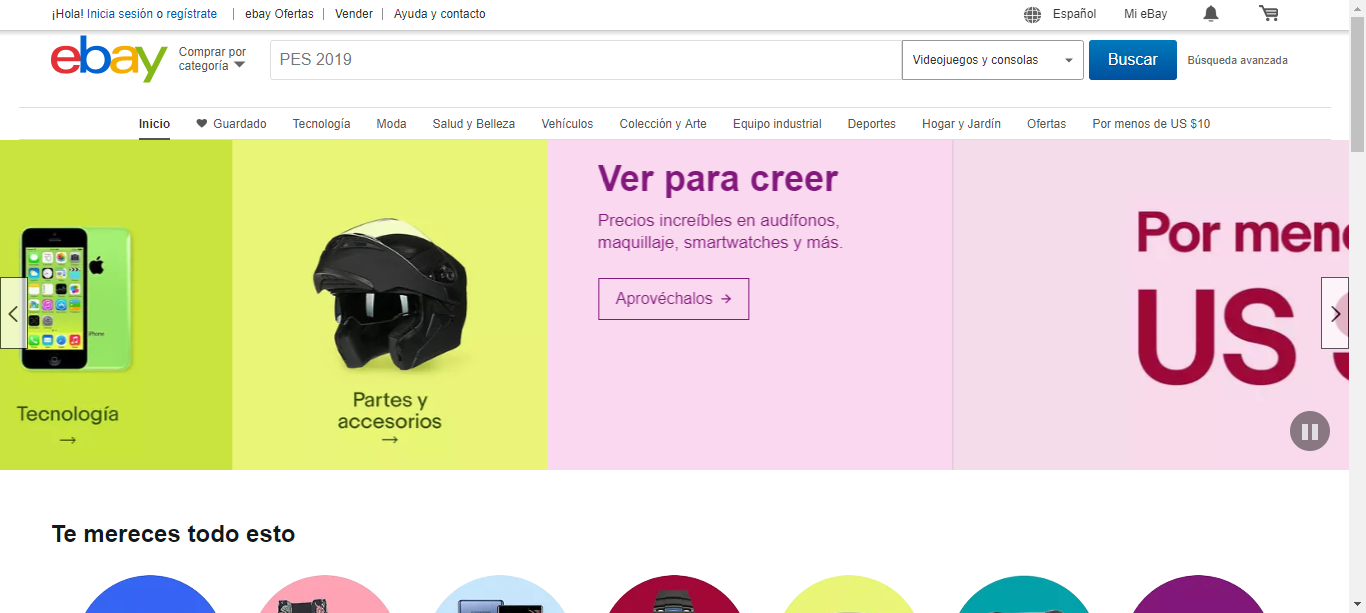 ¡Hola! Inicia sesión o regístrate | ebay Ofertas | Vender | Ayuda y contacto
Español Mi eBay
ebay
Comprar por
categoría
PES 2019
Videojuegos y consolas
Buscar
Búsqueda avanzada
Inicio Guardado Tecnología Moda Salud y Belleza Vehículos Colección y Arte Equipo industrial Deportes Hogar y Jardín Ofertas Por menos de US $10
Tecnología
→
Partes y
accesorios
→
Ver para creer
Precios increíbles en audífonos,
maquillaje, smartwatches y más.
Aprovéchalos →
Por meno
US
iPhone
Te mereces todo esto